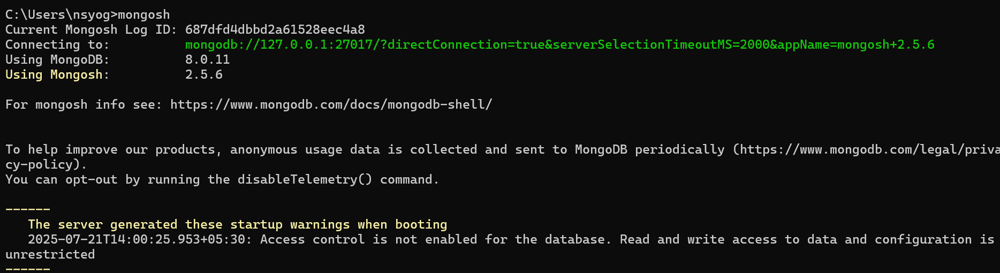 C:\Users\nsyog>mongosh
Current Mongosh Log ID: 687dfd4dbbd2a61528eec4a8
Connecting to:          mongodb://127.0.0.1:27017/?directConnection=true&serverSelectionTimeoutMS=2000&appName=mongosh+2.5.6
Using MongoDB:          8.0.11
Using Mongosh:          2.5.6
For mongosh info see: https://www.mongodb.com/docs/mongodb-shell/
To help improve our products, anonymous usage data is collected and sent to MongoDB periodically (https://www.mongodb.com/legal/priva
cy-policy).
You can opt-out by running the disableTelemetry() command.
------
   The server generated these startup warnings when booting
   2025-07-21T14:00:25.953+05:30: Access control is not enabled for the database. Read and write access to data and configuration is
unrestricted
------